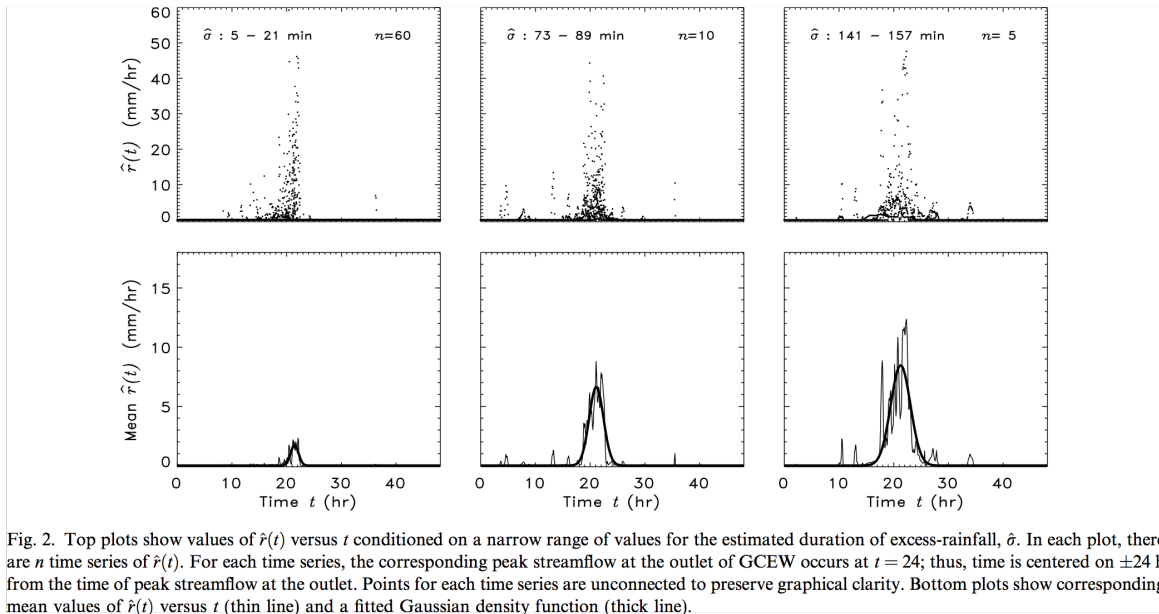 60
σ̂ : 5 – 21 min n=60
σ̂ : 73 – 89 min n=10
σ̂ : 141 – 157 min n= 5
50
40
30
20
10
0
r̂(t) (mm/hr)
15
10
5
0
Mean r̂(t) (mm/hr)
0 10 20 30 40
0 10 20 30 40
0 10 20 30 40
Time t (hr)
Time t (hr)
Time t (hr)
Fig. 2. Top plots show values of r̂(t) versus t conditioned on a narrow range of values for the estimated duration of excess-rainfall, σ̂. In each plot, there
are n time series of r̂(t). For each time series, the corresponding peak streamflow at the outlet of GCEW occurs at t = 24; thus, time is centered on ±24 h
from the time of peak streamflow at the outlet. Points for each time series are unconnected to preserve graphical clarity. Bottom plots show corresponding
mean values of r̂(t) versus t (thin line) and a fitted Gaussian density function (thick line).